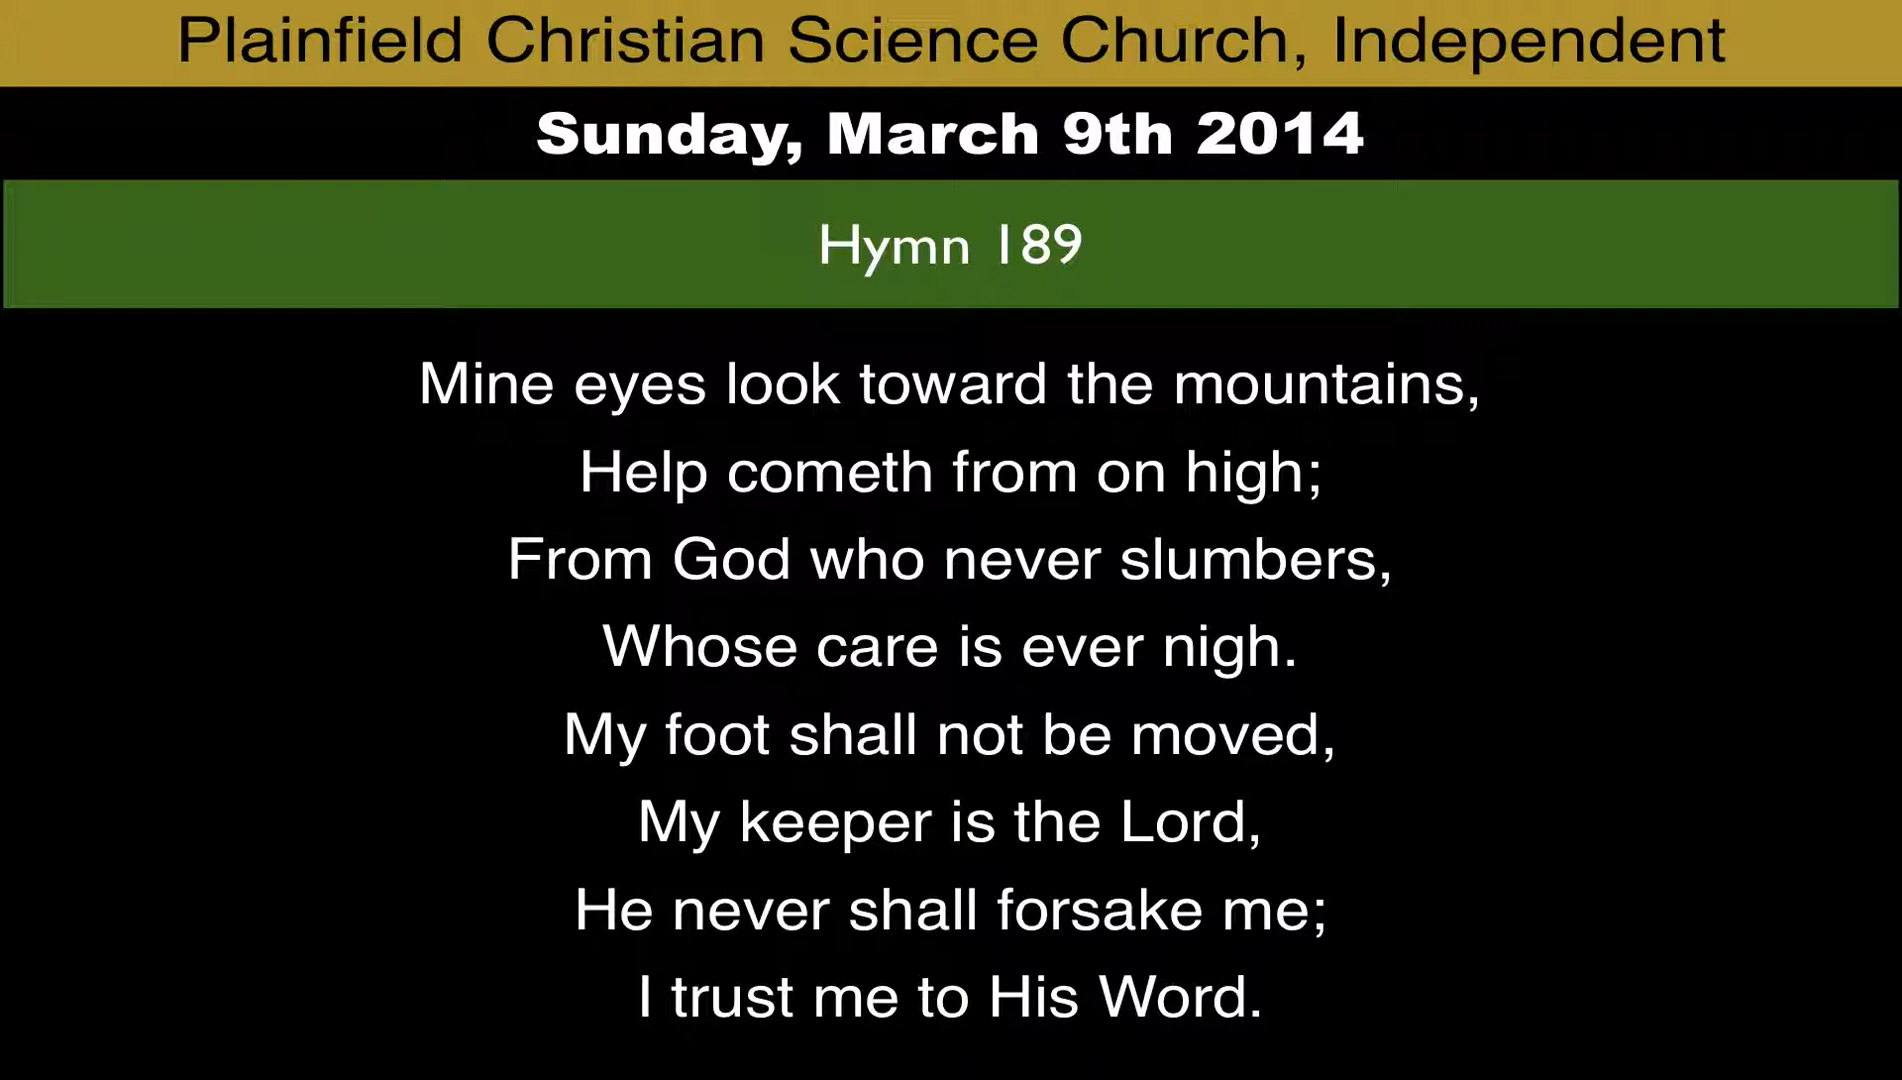 Plainfield Christian Science Church, Independent
Sunday, March 9th 2014
Hymn 189
Mine eyes look toward the mountains,
Help cometh from on high;
From God who never slumbers,
Whose care is ever nigh.
My foot shall not be moved,
My keeper is the Lord,
He never shall forsake me;
I trust me to His Word.